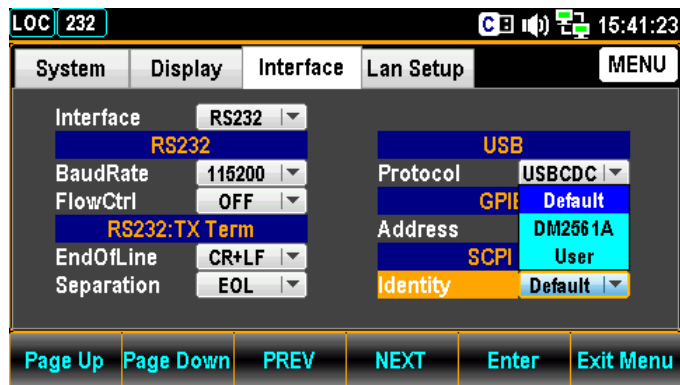 LOC 232 C 15:41:23
System Display Interface Lan Setup MENU
Interface RS232
RS232 USB
BaudRate 115200 Protocol USBCDC
FlowCtrl OFF GPIB Default
RS232:TX Term Address DM2561A
EndOfLine CR+LF SCPI User
Separation EOL Identity Default
Page Up Page Down PREV NEXT Enter Exit Menu